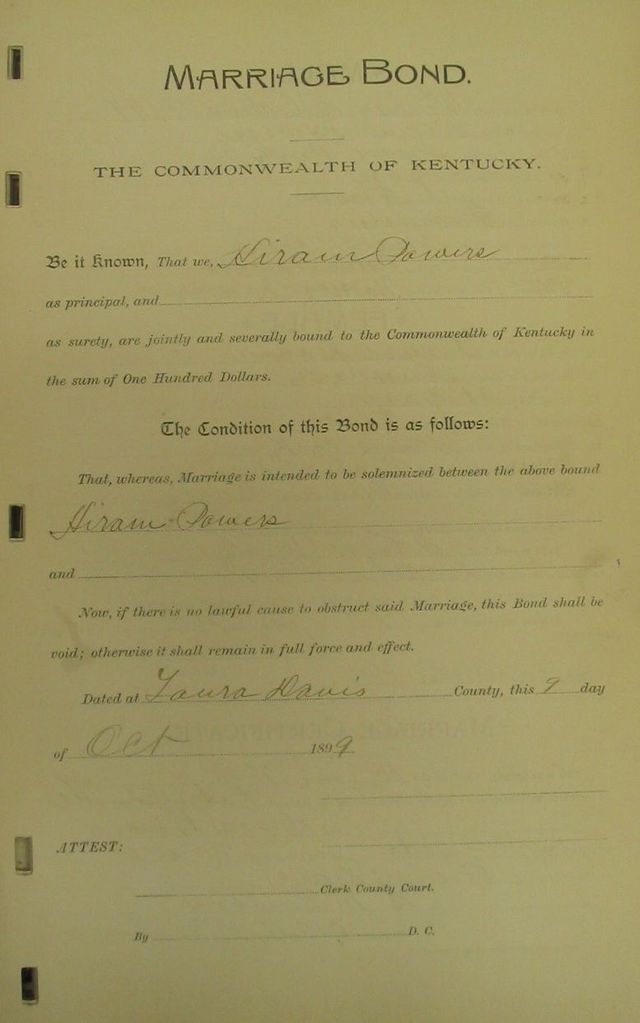 MARRIAGE BOND.
THE COMMONWEALTH OF KENTUCKY.
Be it Known, That we, Hiram Powers
as principal, and
as surety, are jointly and severally bound to the Commonwealth of Kentucky in
the sum of One Hundred Dollars.
The Condition of this Bond is as follows:
That, whereas, Marriage is intended to be solemnized between the above bound
Hiram Powers
and
Now, if there is no lawful cause to obstruct said Marriage, this Bond shall be
void; otherwise it shall remain in full force and effect.
Dated at Laura Davis County, this 9 day
of Oct 1899
ATTEST:
Clerk County Court.
By D. C.